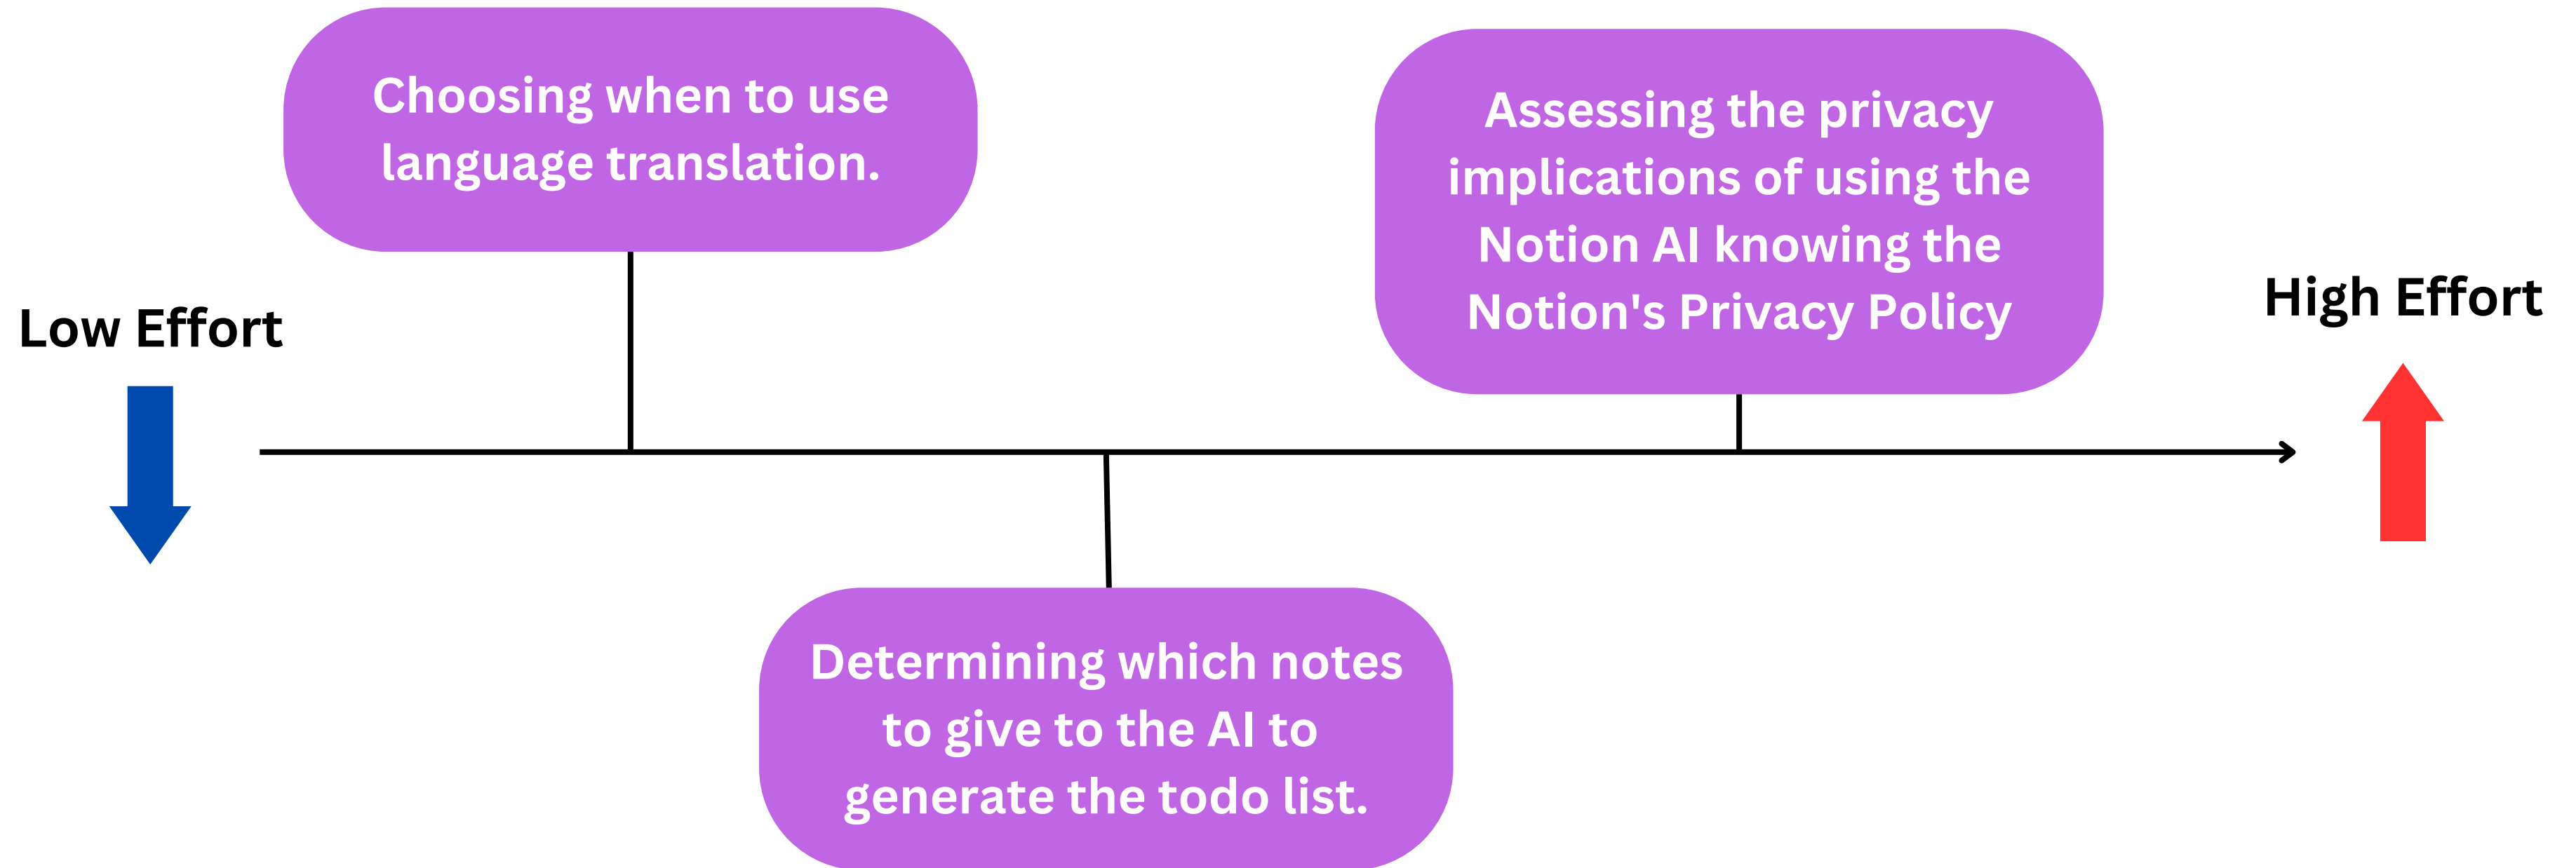 Choosing when to use
language translation.
Assessing the privacy
implications of using the
Notion AI knowing the
Notion's Privacy Policy
Low Effort
High Effort
Determining which notes
to give to the AI to
generate the todo list.